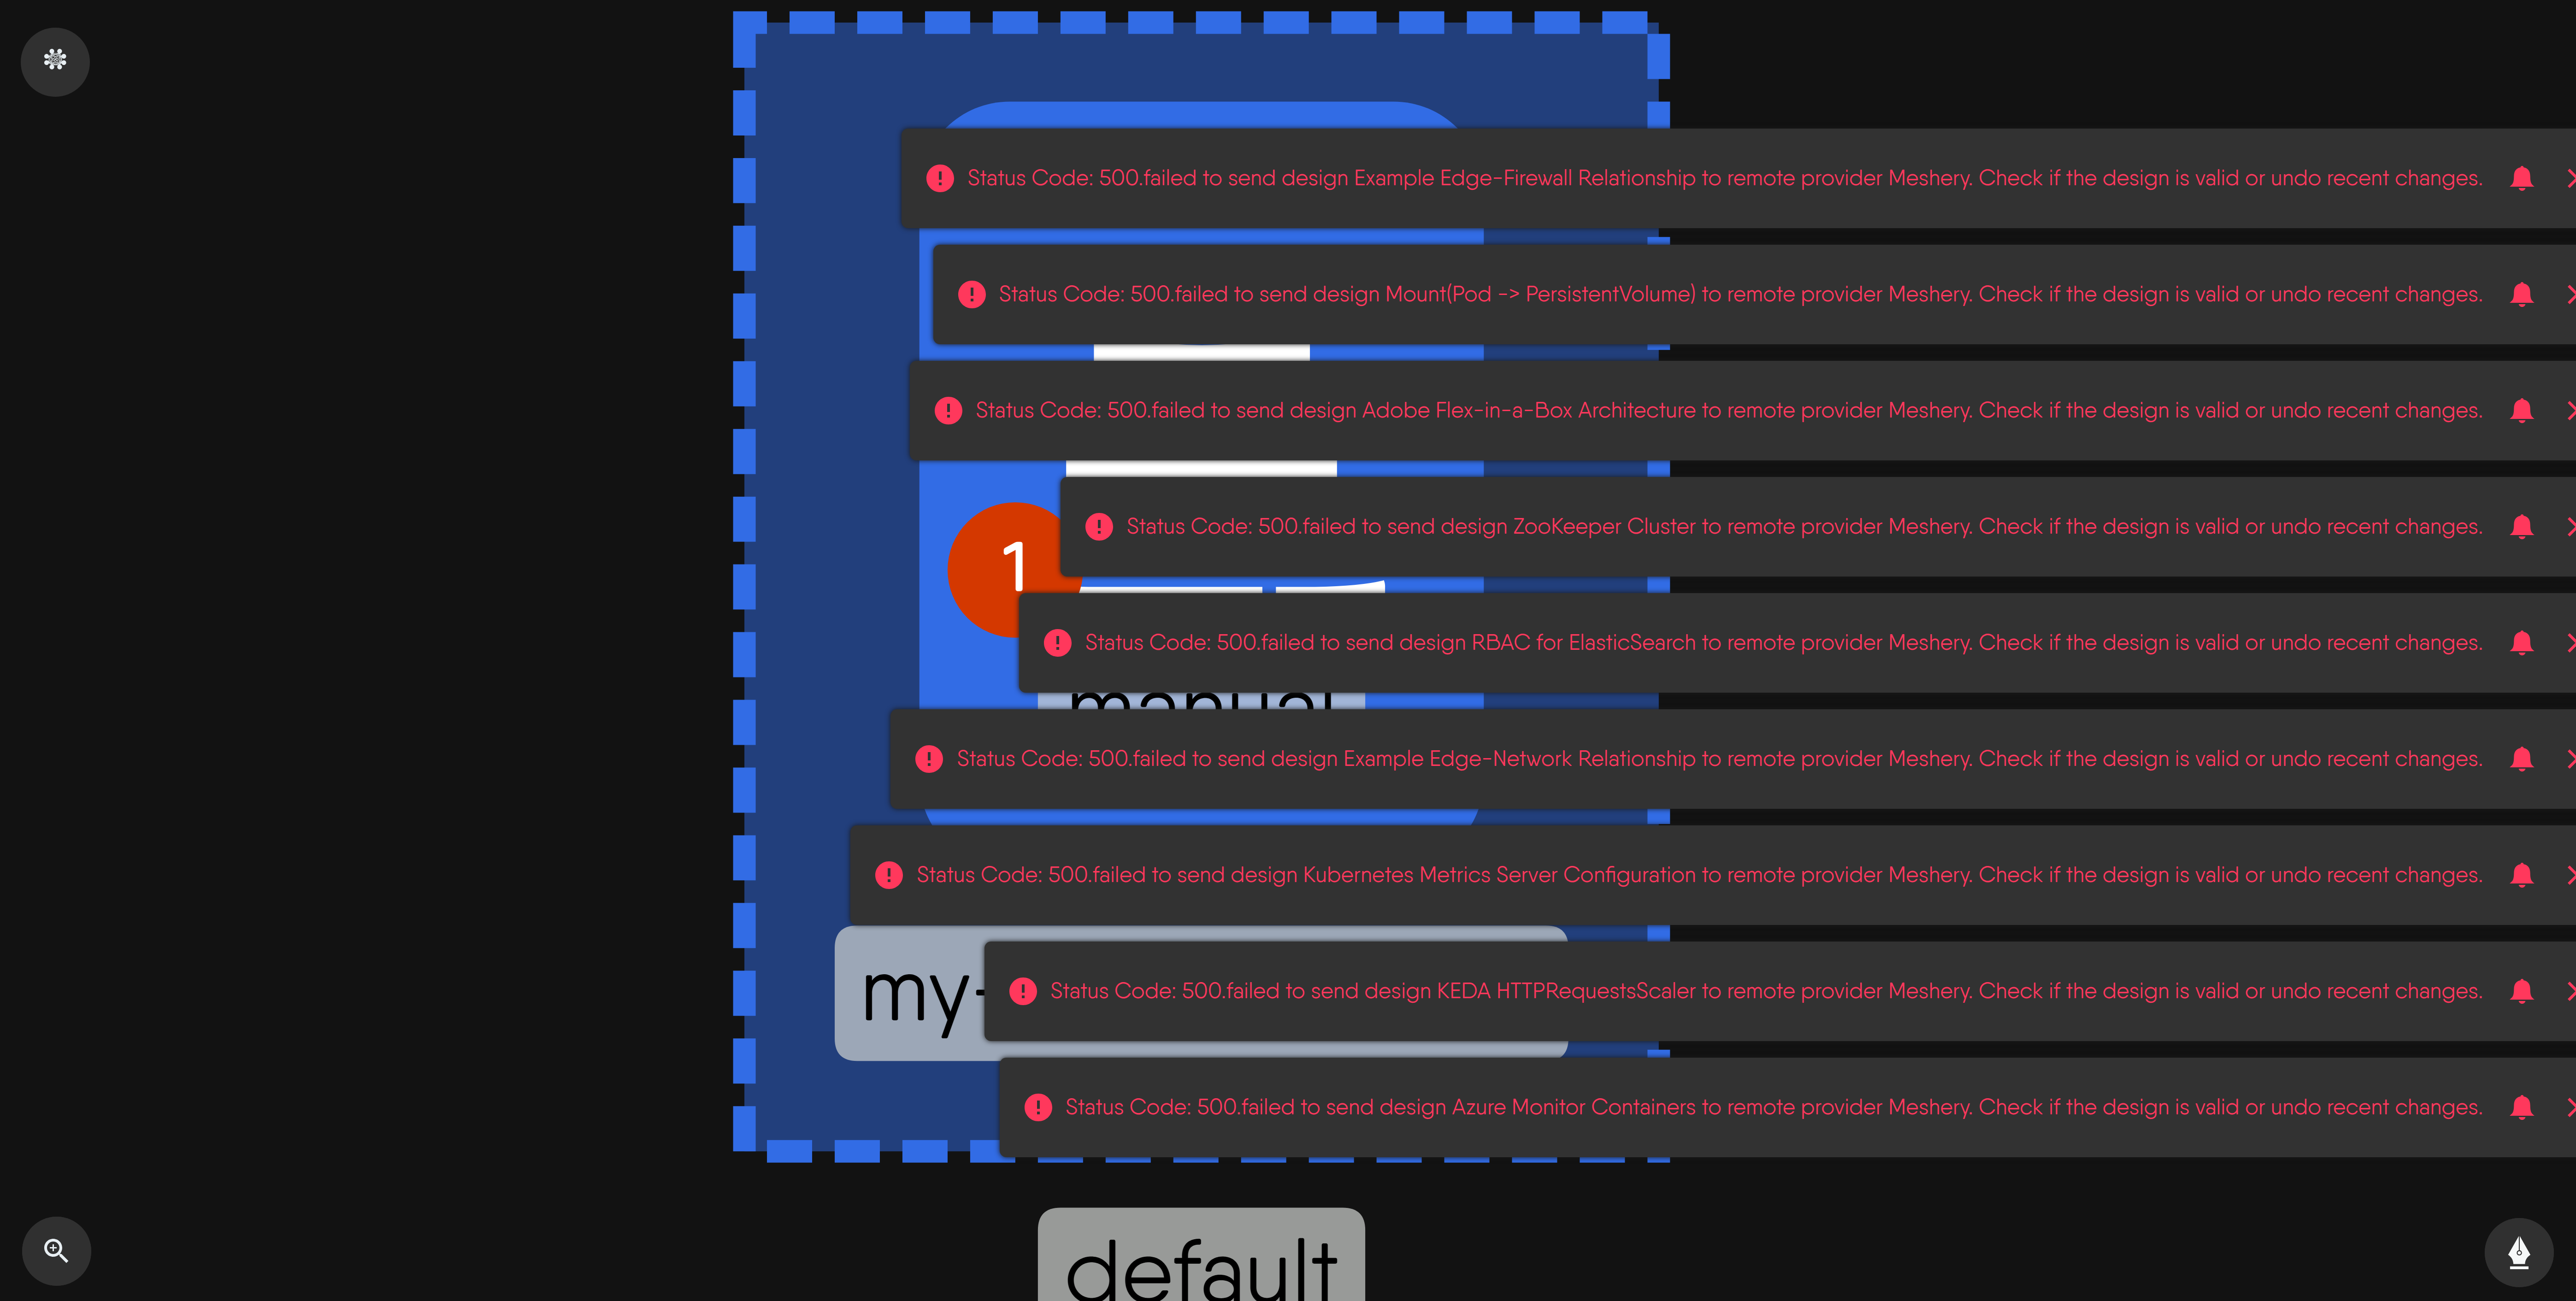 Status Code: 500.failed to send design Example Edge-Firewall Relationship to remote provider Meshery. Check if the design is valid or undo recent changes.
Status Code: 500.failed to send design Mount(Pod -> PersistentVolume) to remote provider Meshery. Check if the design is valid or undo recent changes.
Status Code: 500.failed to send design Adobe Flex-in-a-Box Architecture to remote provider Meshery. Check if the design is valid or undo recent changes.
Status Code: 500.failed to send design ZooKeeper Cluster to remote provider Meshery. Check if the design is valid or undo recent changes.
1
Status Code: 500.failed to send design RBAC for ElasticSearch to remote provider Meshery. Check if the design is valid or undo recent changes.
manual
Status Code: 500.failed to send design Example Edge-Network Relationship to remote provider Meshery. Check if the design is valid or undo recent changes.
Status Code: 500.failed to send design Kubernetes Metrics Server Configuration to remote provider Meshery. Check if the design is valid or undo recent changes.
my-
Status Code: 500.failed to send design KEDA HTTPRequestsScaler to remote provider Meshery. Check if the design is valid or undo recent changes.
Status Code: 500.failed to send design Azure Monitor Containers to remote provider Meshery. Check if the design is valid or undo recent changes.
default